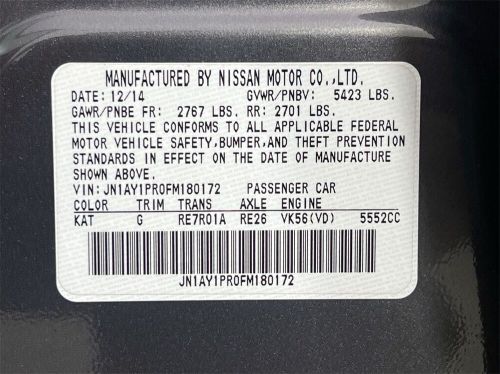 MANUFACTURED BY NISSAN MOTOR CO.,LTD.
DATE: 12/14 GVWR/PNBV: 5423 LBS.
GAWR/PNBE FR: 2767 LBS. RR: 2701 LBS.
THIS VEHICLE CONFORMS TO ALL APPLICABLE FEDERAL
MOTOR VEHICLE SAFETY,BUMPER,AND THEFT PREVENTION
STANDARDS IN EFFECT ON THE DATE OF MANUFACTURE
SHOWN ABOVE.
VIN: JN1AY1PR0FM180172 PASSENGER CAR
COLOR TRIM TRANS AXLE ENGINE
KAT G RE7R01A RE26 VK56(VD) 5552CC
JN1AY1PR0FM180172